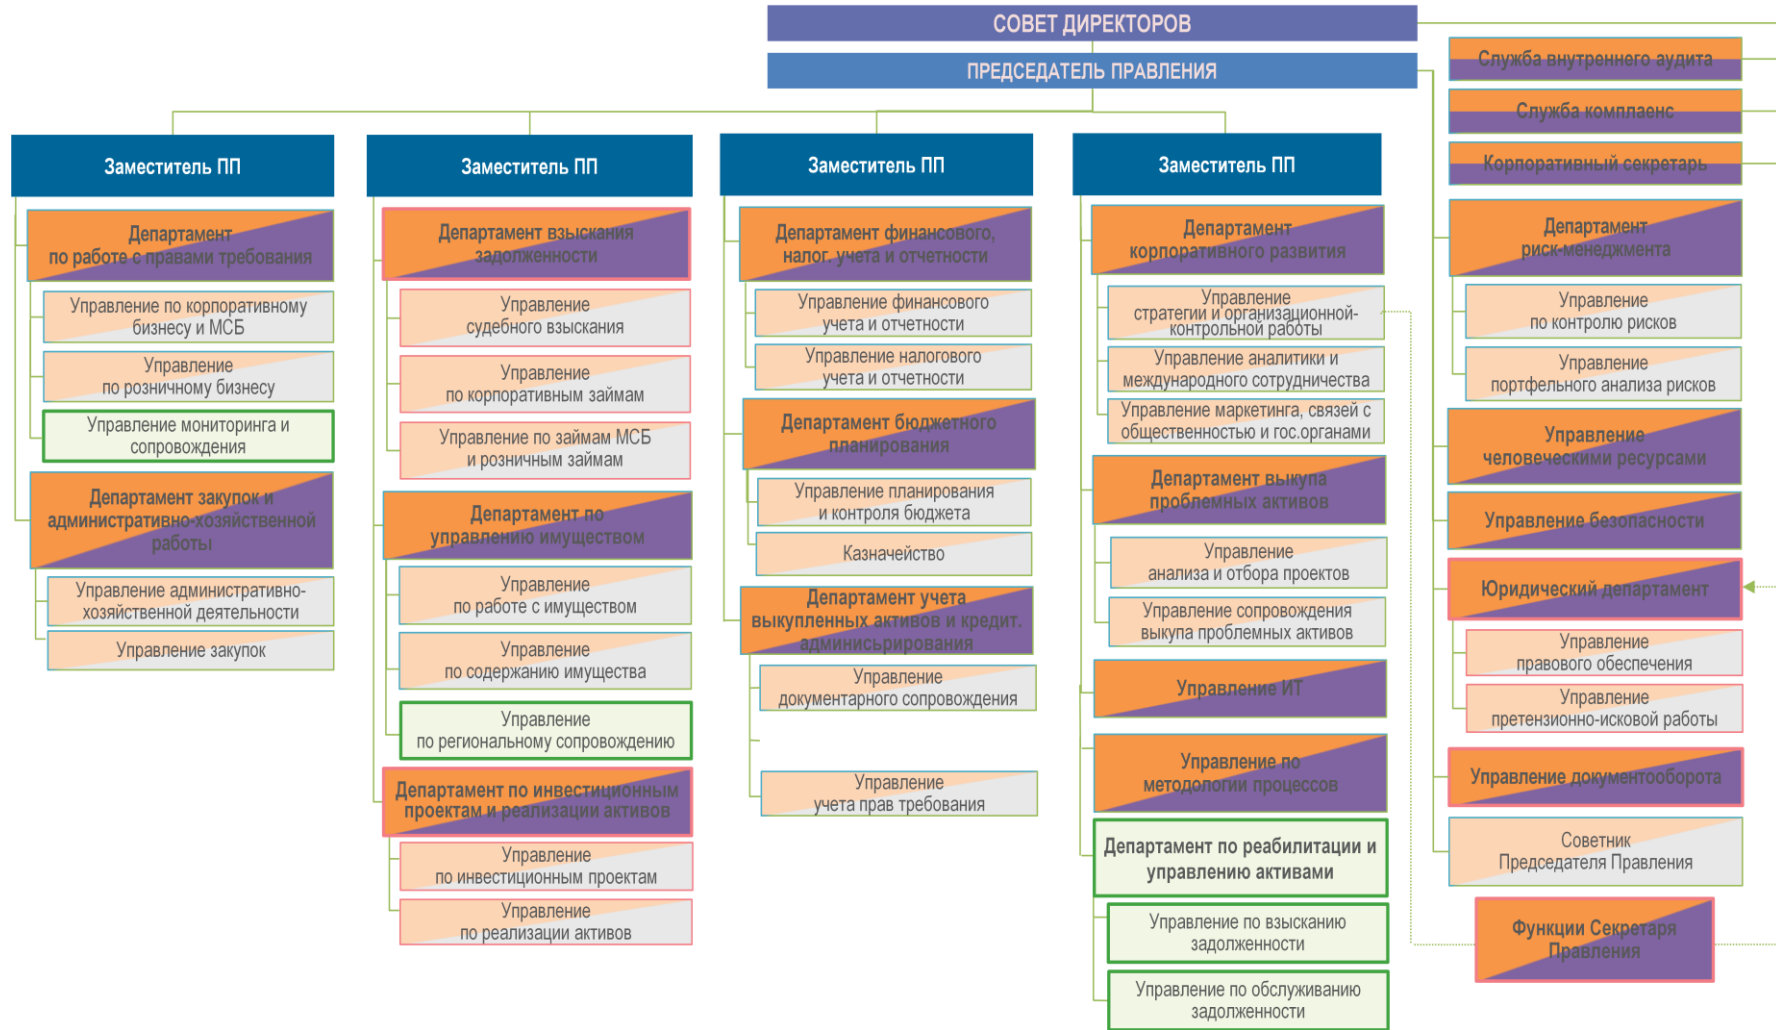 СОВЕТ ДИРЕКТОРОВ
ПРЕДСЕДАТЕЛЬ ПРАВЛЕНИЯ
Заместитель ПП
Департамент
по работе с правами требования
Управление по корпоративному
бизнесу и МСБ
Управление
по розничному бизнесу
Управление мониторинга и
сопровождения
Департамент закупок и
административно-хозяйственной
работы
Управление административно-
хозяйственной деятельности
Управление закупок
Заместитель ПП
Департамент взыскания
задолженности
Управление
судебного взыскания
Управление
по корпоративным займам
Управление по займам МСБ
и розничным займам
Департамент по
управлению имуществом
Управление
по работе с имуществом
Управление
по содержанию имущества
Управление
по региональному сопровождению
Департамент по инвестиционным
проектам и реализации активов
Управление
по инвестиционным проектам
Управление
по реализации активов
Заместитель ПП
Департамент финансового,
налог. учета и отчетности
Управление финансового
учета и отчетности
Управление налогового
учета и отчетности
Департамент бюджетного
планирования
Управление планирования
и контроля бюджета
Казначейство
Департамент учета
выкупленных активов и кредит.
админисьрирования
Управление
документарного сопровождения
Управление
учета прав требования
Заместитель ПП
Департамент
корпоративного развития
Управление
стратегии и организационной-
контрольной работы
Управление аналитики и
международного сотрудничества
Управление маркетинга, связей с
общественностью и гос.органами
Департамент выкупа
проблемных активов
Управление
анализа и отбора проектов
Управление сопровождения
выкупа проблемных активов
Управление ИТ
Управление по
методологии процессов
Департамент по реабилитации и
управлению активами
Управление по взысканию
задолженности
Управление по обслуживанию
задолженности
Служба внутреннего аудита
Служба комплаенс
Корпоративный секретарь
Департамент
риск-менеджмента
Управление
по контролю рисков
Управление
портфельного анализа рисков
Управление
человеческими ресурсами
Управление безопасности
Юридический департамент
Управление
правового обеспечения
Управление
претензионно-исковой работы
Управление документооборота
Советник
Председателя Правления
Функции Секретаря
Правления